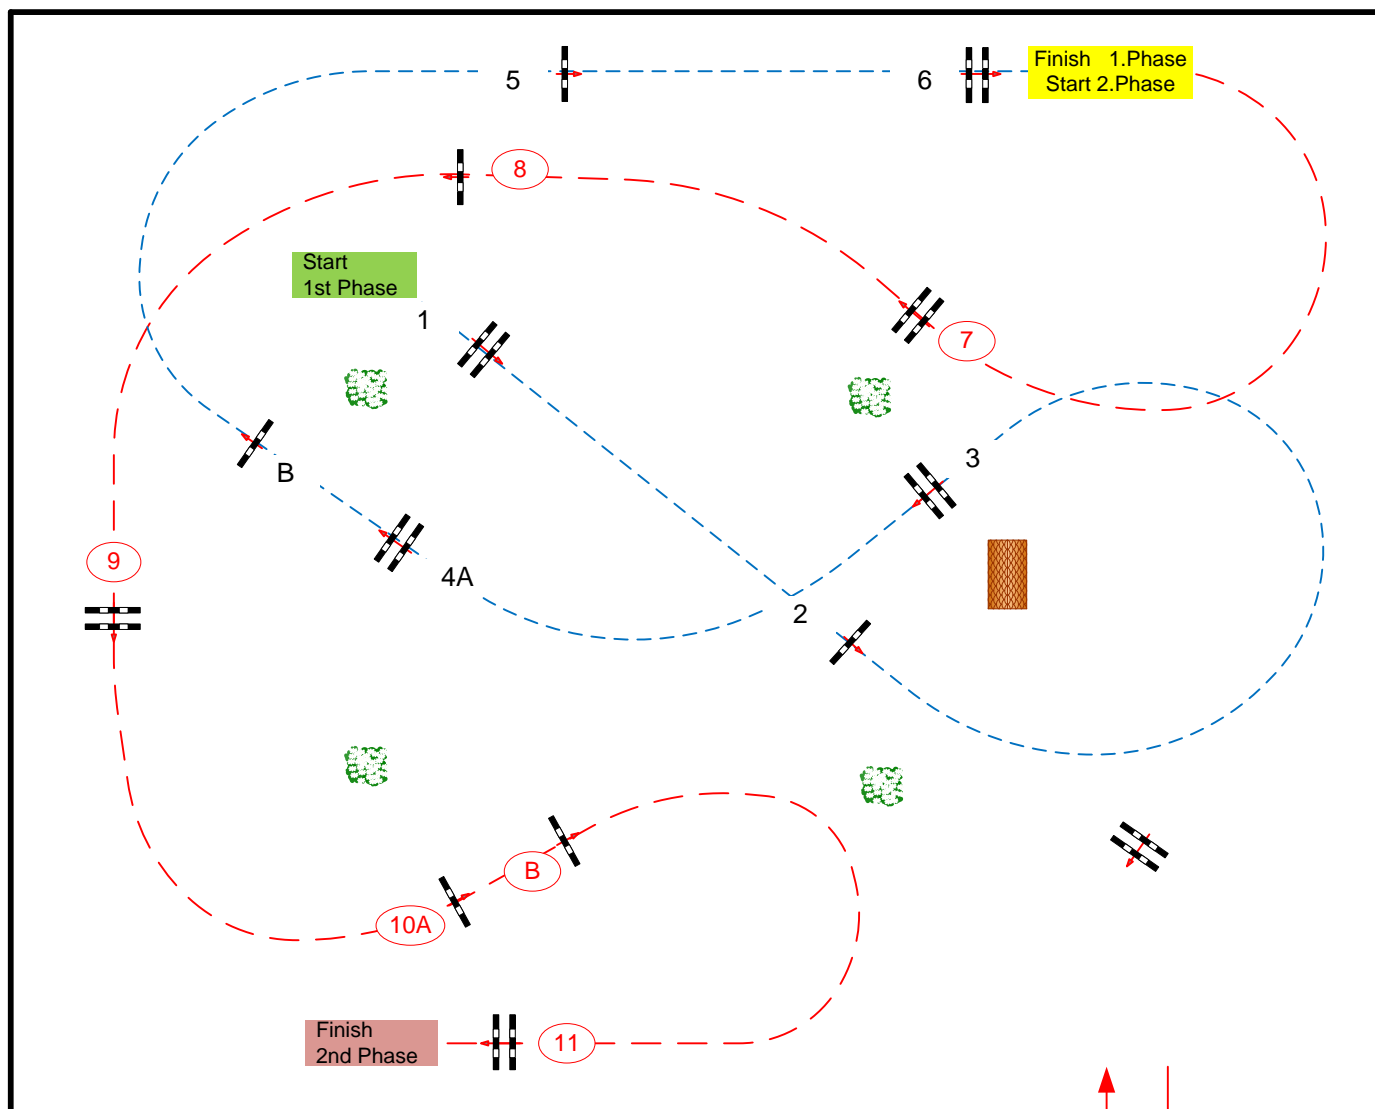 5
6
Finish 1.Phase
Start 2.Phase
8
Start
1st Phase
1
7
3
B
9
4A
2
B
10A
Finish
2nd Phase
11